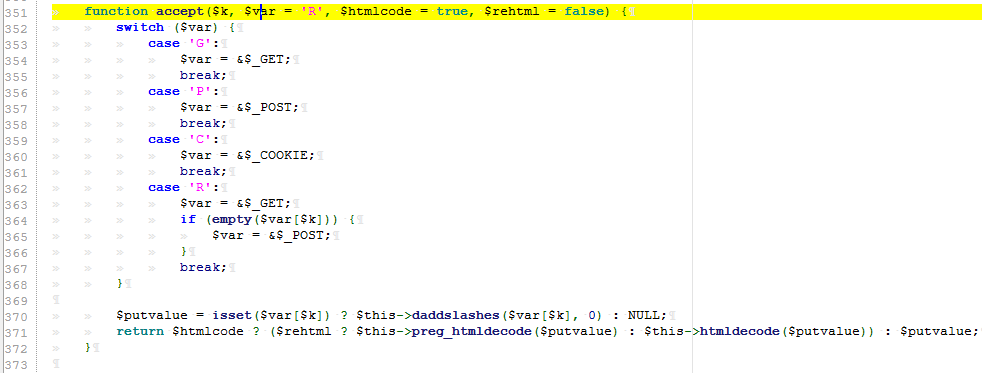 351 function accept($k, $var = 'R', $htmlcode = true, $rehtml = false) {
352 switch ($var) {
353 case 'G':
354 $var = &$_GET;
355 break;
356 case 'P':
357 $var = &$_POST;
358 break;
359 case 'C':
360 $var = &$_COOKIE;
361 break;
362 case 'R':
363 $var = &$_GET;
364 if (empty($var[$k])) {
365 $var = &$_POST;
366 }
367 break;
368 }
369
370 $putvalue = isset($var[$k]) ? $this->daddslashes($var[$k], 0) : NULL;
371 return $htmlcode ? ($rehtml ? $this->preg_htmldecode($putvalue) : $this->htmldecode($putvalue)) : $putvalue;
372 }
373